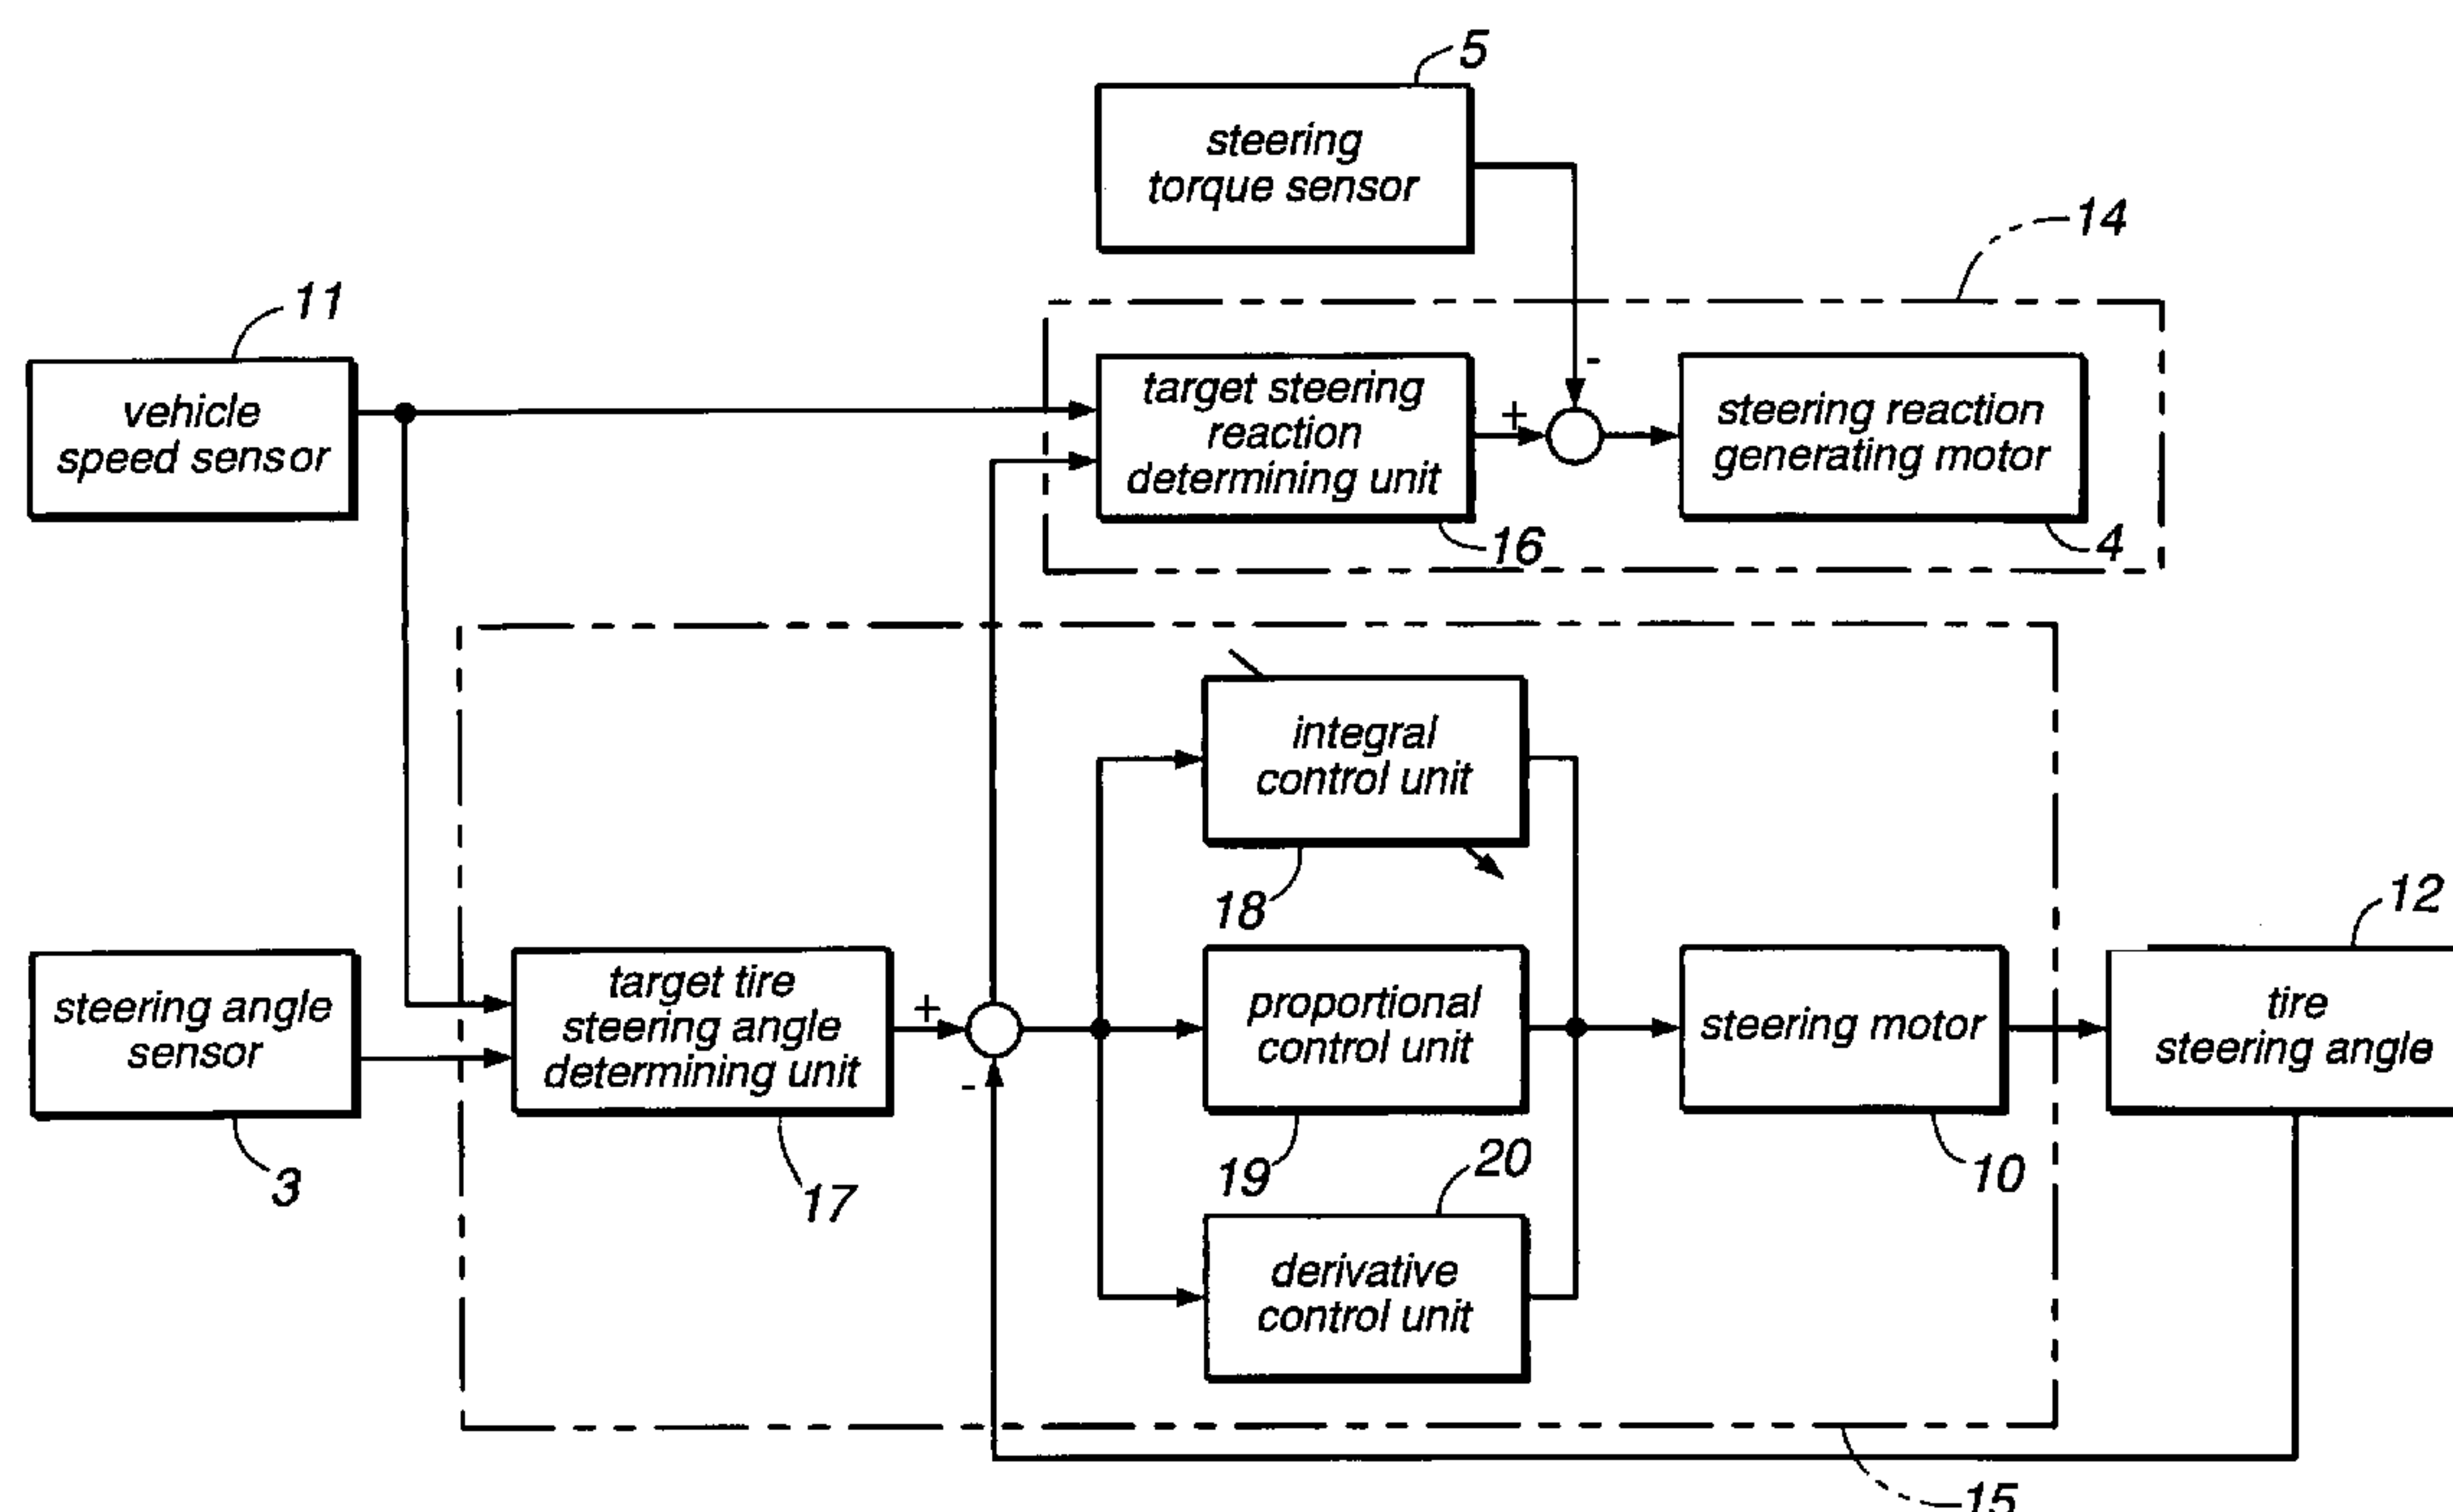 5
steering
torque sensor
14
11
vehicle
speed sensor
target steering
reaction
determining unit
+
-
steering reaction
generating motor
16
4
integral
control unit
18
12
steering angle
sensor
target tire
steering angle
determining unit
+
-
proportional
control unit
steering motor
tire
steering angle
3
17
19
20
10
derivative
control unit
15